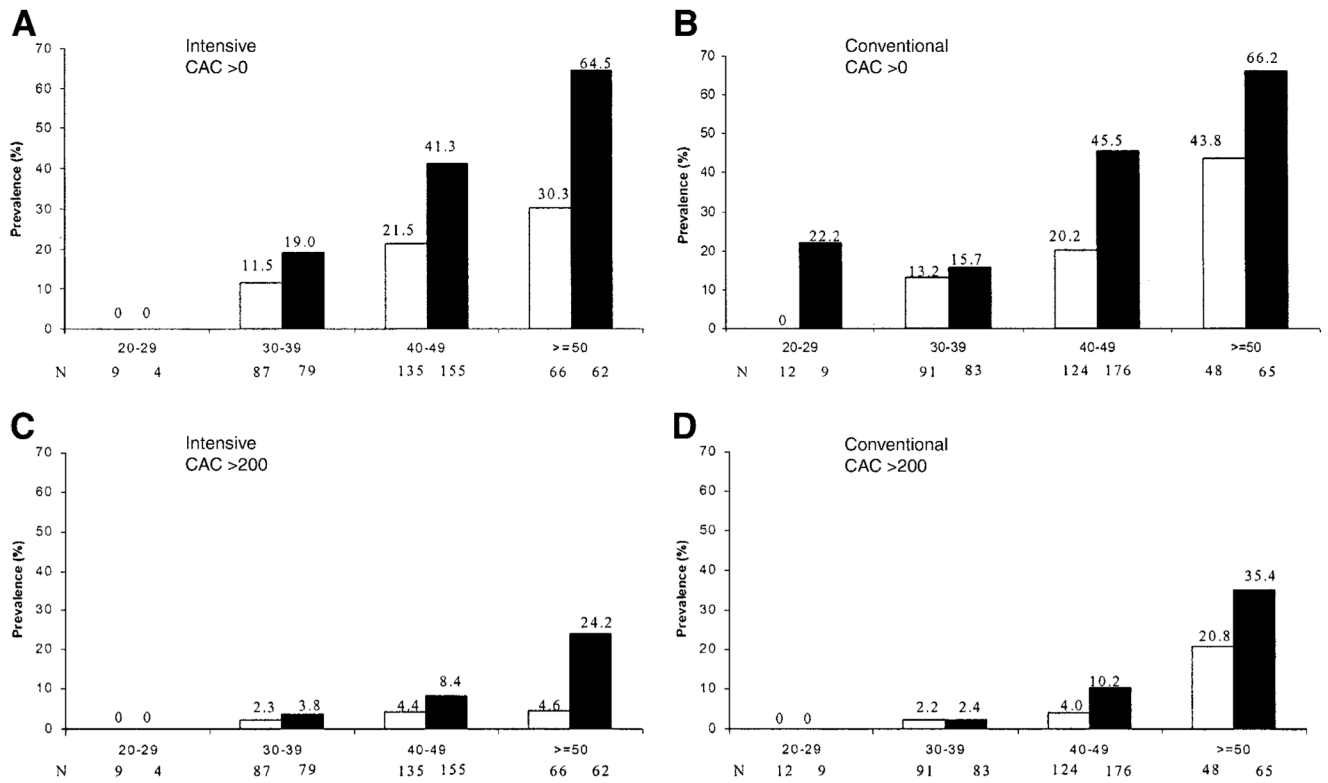 A
Intensive
CAC >0
70
60
50
40
30
20
10
0
Prevalence (%)
0 0
11.5
19.0
21.5
41.3
30.3
64.5
20-29 30-39 40-49 >=50
N 9 4 87 79 135 155 66 62
B
Conventional
CAC >0
70
60
50
40
30
20
10
0
Prevalence (%)
0
22.2
13.2
15.7
20.2
45.5
43.8
66.2
20-29 30-39 40-49 >=50
N 12 9 91 83 124 176 48 65
C
Intensive
CAC >200
70
60
50
40
30
20
10
0
Prevalence (%)
0 0
2.3
3.8
4.4
8.4
4.6
24.2
20-29 30-39 40-49 >=50
N 9 4 87 79 135 155 66 62
D
Conventional
CAC >200
70
60
50
40
30
20
10
0
Prevalence (%)
0 0
2.2
2.4
4.0
10.2
20.8
35.4
20-29 30-39 40-49 >=50
N 12 9 91 83 124 176 48 65